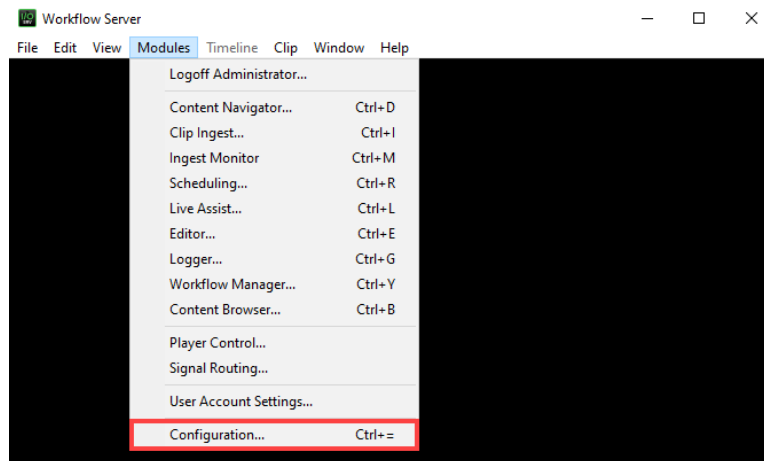 Workflow Server
File Edit View Modules Timeline Clip Window Help
Logoff Administrator...
Content Navigator... Ctrl+D
Clip Ingest... Ctrl+I
Ingest Monitor Ctrl+M
Scheduling... Ctrl+R
Live Assist... Ctrl+L
Editor... Ctrl+E
Logger... Ctrl+G
Workflow Manager... Ctrl+Y
Content Browser... Ctrl+B
Player Control...
Signal Routing...
User Account Settings...
Configuration... Ctrl+=